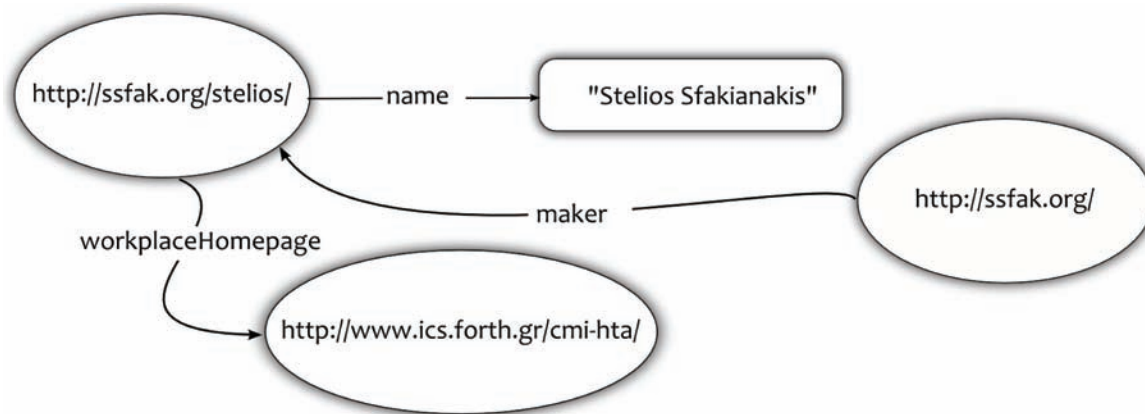 http://ssfak.org/stelios/
name
"Stelios Sfakianakis"
http://ssfak.org/
maker
workplaceHomepage
http://www.ics.forth.gr/cmi-hta/